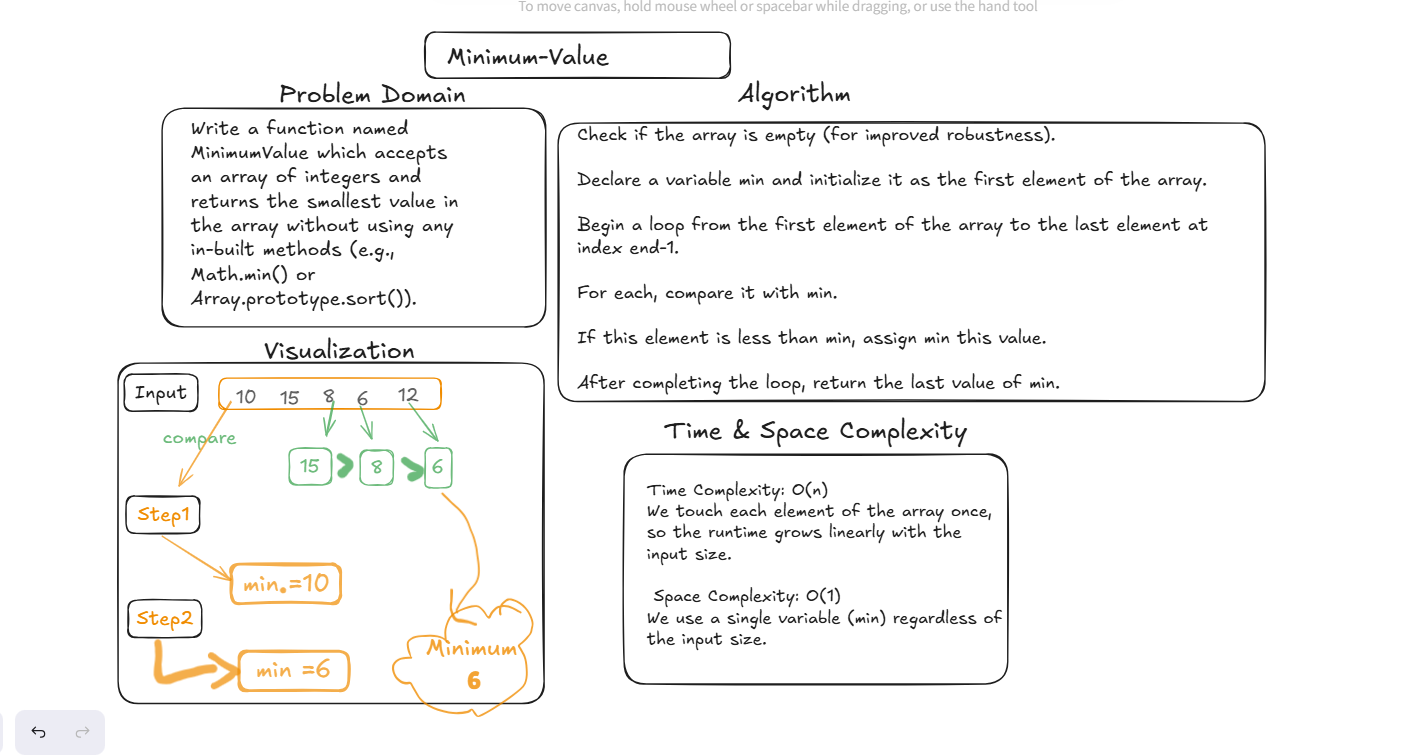 To move canvas, hold mouse wheel or spacebar while dragging, or use the hand tool
Minimum-Value
Problem Domain
Write a function named
MinimumValue which accepts
an array of integers and
returns the smallest value in
the array without using any
in-built methods (e.g.,
Math.min() or
Array.prototype.sort()).
Algorithm
Check if the array is empty (for improved robustness).
Declare a variable min and initialize it as the first element of the array.
Begin a loop from the first element of the array to the last element at
index end-1.
For each, compare it with min.
If this element is less than min, assign min this value.
After completing the loop, return the last value of min.
Visualization
Input
10 15 8 6 12
compare
15 > 8 > 6
Step1
min.=10
Step2
min =6
Minimum
6
Time & Space Complexity
Time Complexity: O(n)
We touch each element of the array once,
so the runtime grows linearly with the
input size.
Space Complexity: O(1)
We use a single variable (min) regardless of
the input size.